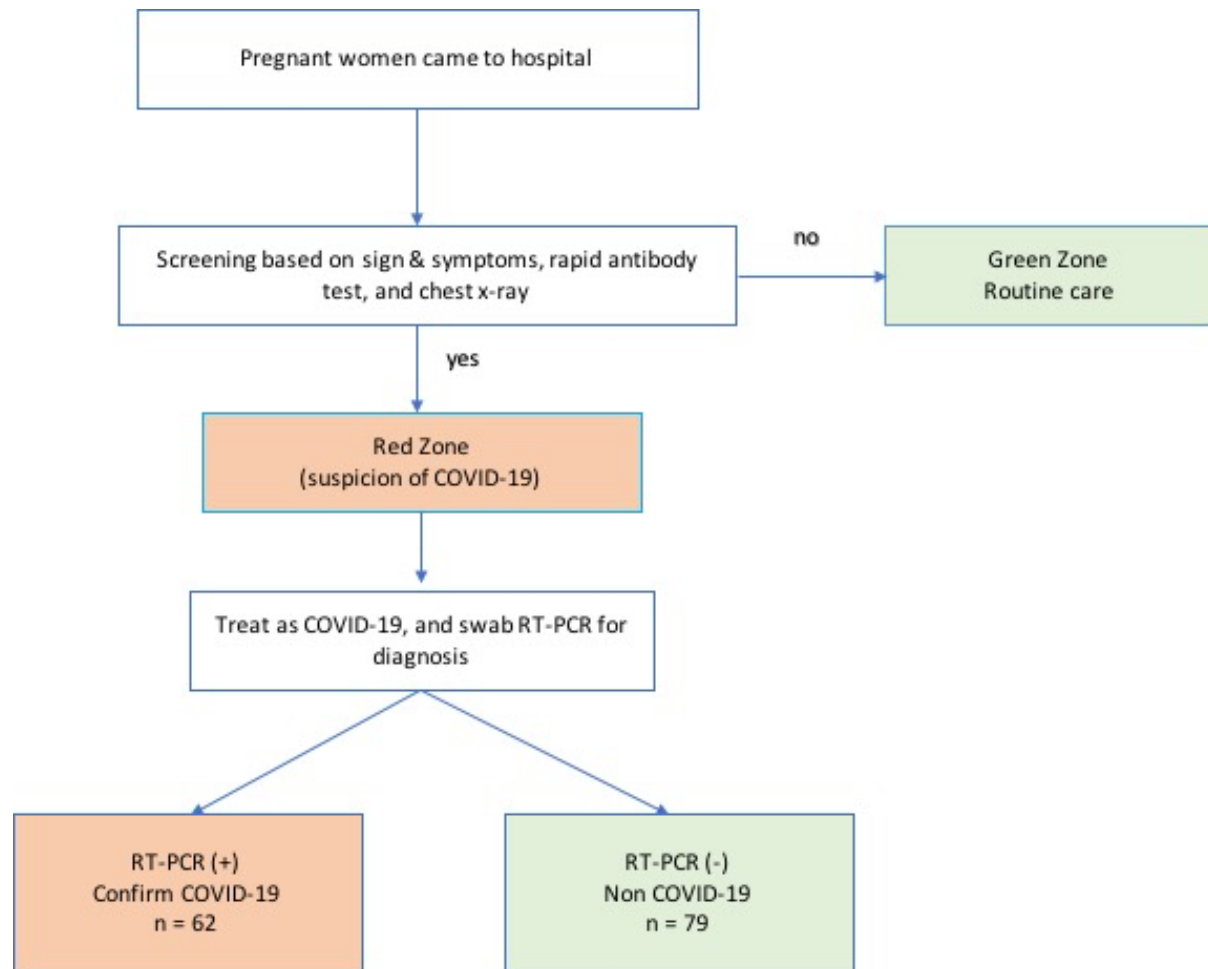 Pregnant women came to hospital
Screening based on sign & symptoms, rapid antibody
test, and chest x-ray
no
Green Zone
Routine care
yes
Red Zone
(suspicion of COVID-19)
Treat as COVID-19, and swab RT-PCR for
diagnosis
RT-PCR (+)
Confirm COVID-19
n = 62
RT-PCR (-)
Non COVID-19
n = 79